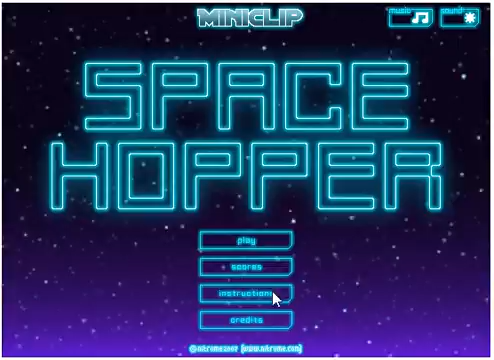 MINICLIP
music
sound
SPACE
HOPPER
play
scores
instructions
credits
@nitrome2007 (www.nitrome.com)